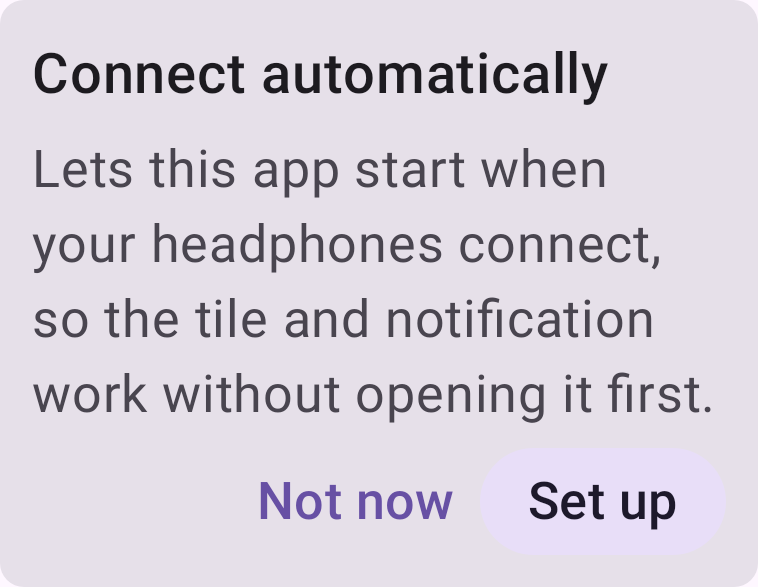 Connect automatically
Lets this app start when
your headphones connect,
so the tile and notification
work without opening it first.
Not now
Set up